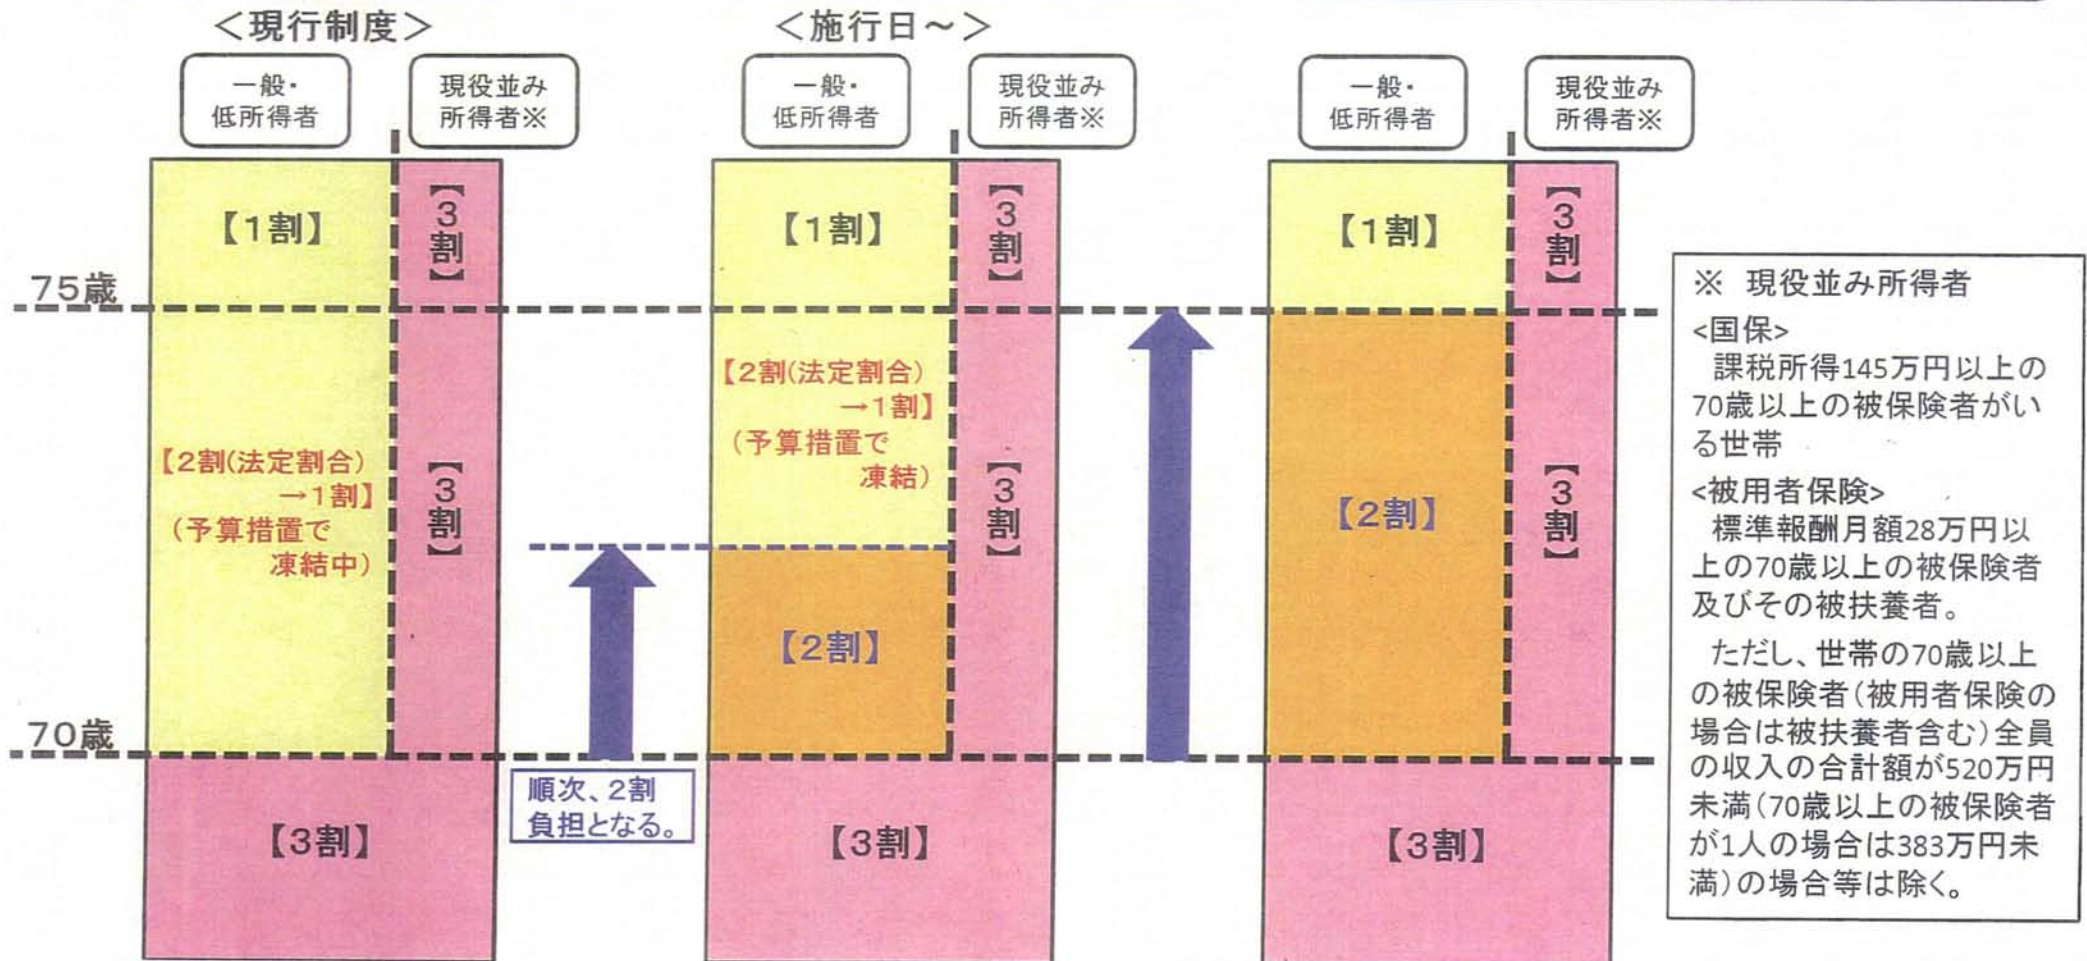 ＜現行制度＞
一般・
低所得者
現役並み
所得者※
【1割】
【3割】
75歳
【2割(法定割合)
→1割】
(予算措置で
凍結中)
【3割】
70歳
【3割】
順次、2割
負担となる。
＜施行日～＞
一般・
低所得者
現役並み
所得者※
【1割】
【3割】
【2割(法定割合)
→1割】
(予算措置で
凍結)
【3割】
【2割】
【3割】
一般・
低所得者
現役並み
所得者※
【1割】
【3割】
【2割】
【3割】
【3割】
※ 現役並み所得者
<国保>
課税所得145万円以上の
70歳以上の被保険者がい
る世帯
<被用者保険>
標準報酬月額28万円以
上の70歳以上の被保険者
及びその被扶養者。
ただし、世帯の70歳以上
の被保険者(被用者保険の
場合は被扶養者含む)全員
の収入の合計額が520万円
未満(70歳以上の被保険者
が1人の場合は383万円未
満)の場合等は除く。